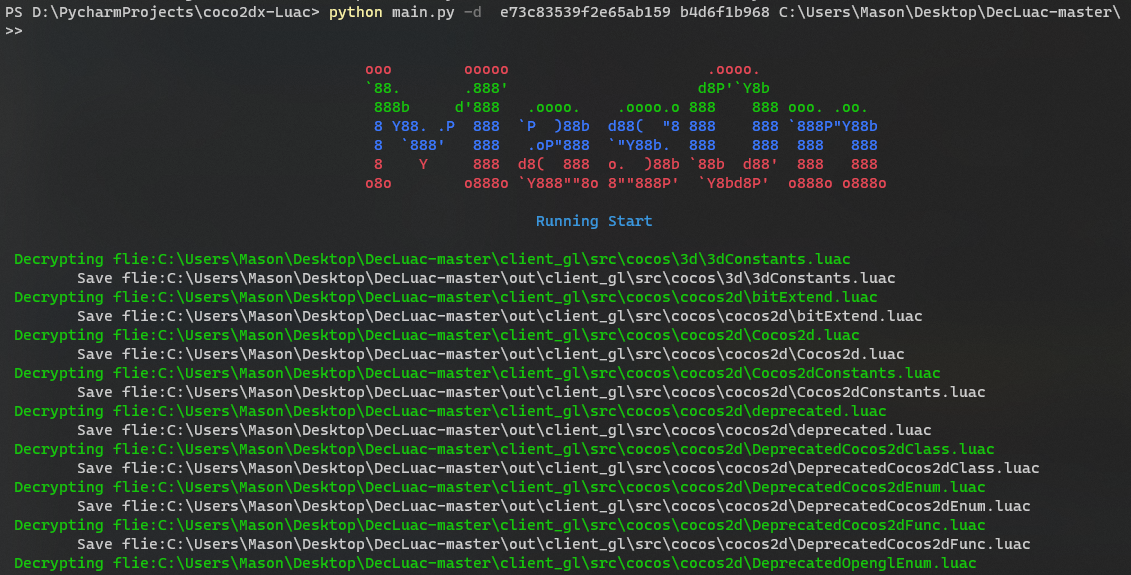 PS D:\PycharmProjects\coco2dx-Luac> python main.py -d  e73c83539f2e65ab159 b4d6f1b968 C:\Users\Mason\Desktop\DecLuac-master\
>>
ooo        ooooo                      .oooo.
`88.       .888'                     d8P'`Y8b
888b     d'888   .oooo.    .oooo.o 888    888 ooo. .oo.
8 Y88. .P  888  `P  )88b  d88(  "8 888    888 `888P"Y88b
8  `888'   888   .oP"888  `"Y88b.  888    888  888   888
8    Y     888  d8(  888  o.  )88b `88b  d88'  888   888
o8o        o888o `Y888""8o 8""888P'  `Y8bd8P'  o888o o888o
Running Start
Decrypting flie:C:\Users\Mason\Desktop\DecLuac-master\client_gl\src\cocos\3d\3dConstants.luac
Save flie:C:\Users\Mason\Desktop\DecLuac-master\out\client_gl\src\cocos\3d\3dConstants.luac
Decrypting flie:C:\Users\Mason\Desktop\DecLuac-master\client_gl\src\cocos\cocos2d\bitExtend.luac
Save flie:C:\Users\Mason\Desktop\DecLuac-master\out\client_gl\src\cocos\cocos2d\bitExtend.luac
Decrypting flie:C:\Users\Mason\Desktop\DecLuac-master\client_gl\src\cocos\cocos2d\Cocos2d.luac
Save flie:C:\Users\Mason\Desktop\DecLuac-master\out\client_gl\src\cocos\cocos2d\Cocos2d.luac
Decrypting flie:C:\Users\Mason\Desktop\DecLuac-master\client_gl\src\cocos\cocos2d\Cocos2dConstants.luac
Save flie:C:\Users\Mason\Desktop\DecLuac-master\out\client_gl\src\cocos\cocos2d\Cocos2dConstants.luac
Decrypting flie:C:\Users\Mason\Desktop\DecLuac-master\client_gl\src\cocos\cocos2d\deprecated.luac
Save flie:C:\Users\Mason\Desktop\DecLuac-master\out\client_gl\src\cocos\cocos2d\deprecated.luac
Decrypting flie:C:\Users\Mason\Desktop\DecLuac-master\client_gl\src\cocos\cocos2d\DeprecatedCocos2dClass.luac
Save flie:C:\Users\Mason\Desktop\DecLuac-master\out\client_gl\src\cocos\cocos2d\DeprecatedCocos2dClass.luac
Decrypting flie:C:\Users\Mason\Desktop\DecLuac-master\client_gl\src\cocos\cocos2d\DeprecatedCocos2dEnum.luac
Save flie:C:\Users\Mason\Desktop\DecLuac-master\out\client_gl\src\cocos\cocos2d\DeprecatedCocos2dEnum.luac
Decrypting flie:C:\Users\Mason\Desktop\DecLuac-master\client_gl\src\cocos\cocos2d\DeprecatedCocos2dFunc.luac
Save flie:C:\Users\Mason\Desktop\DecLuac-master\out\client_gl\src\cocos\cocos2d\DeprecatedCocos2dFunc.luac
Decrypting flie:C:\Users\Mason\Desktop\DecLuac-master\client_gl\src\cocos\cocos2d\DeprecatedOpenglEnum.luac